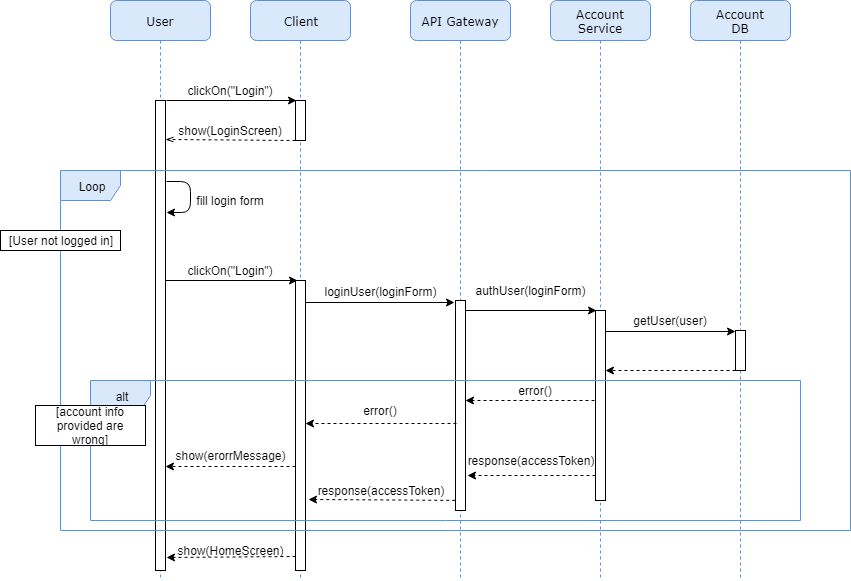 User
Client
API Gateway
Account
Service
Account
DB
clickOn("Login")
show(LoginScreen)
Loop
fill login form
[User not logged in]
clickOn("Login")
loginUser(loginForm)
authUser(loginForm)
getUser(user)
alt
[account info
provided are
wrong]
error()
error()
show(erorrMessage)
response(accessToken)
response(accessToken)
show(HomeScreen)